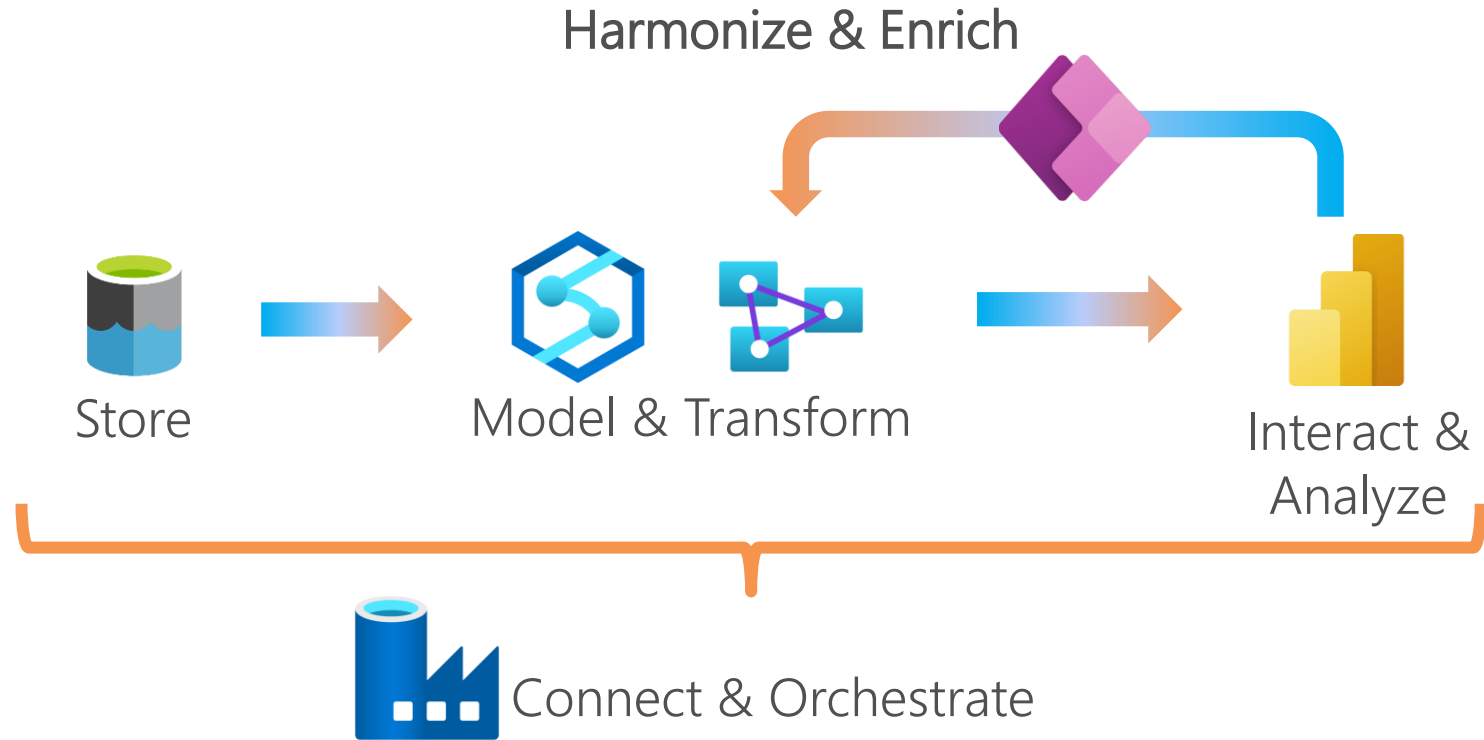 Harmonize & Enrich
Store
Model & Transform
Interact &
Analyze
Connect & Orchestrate